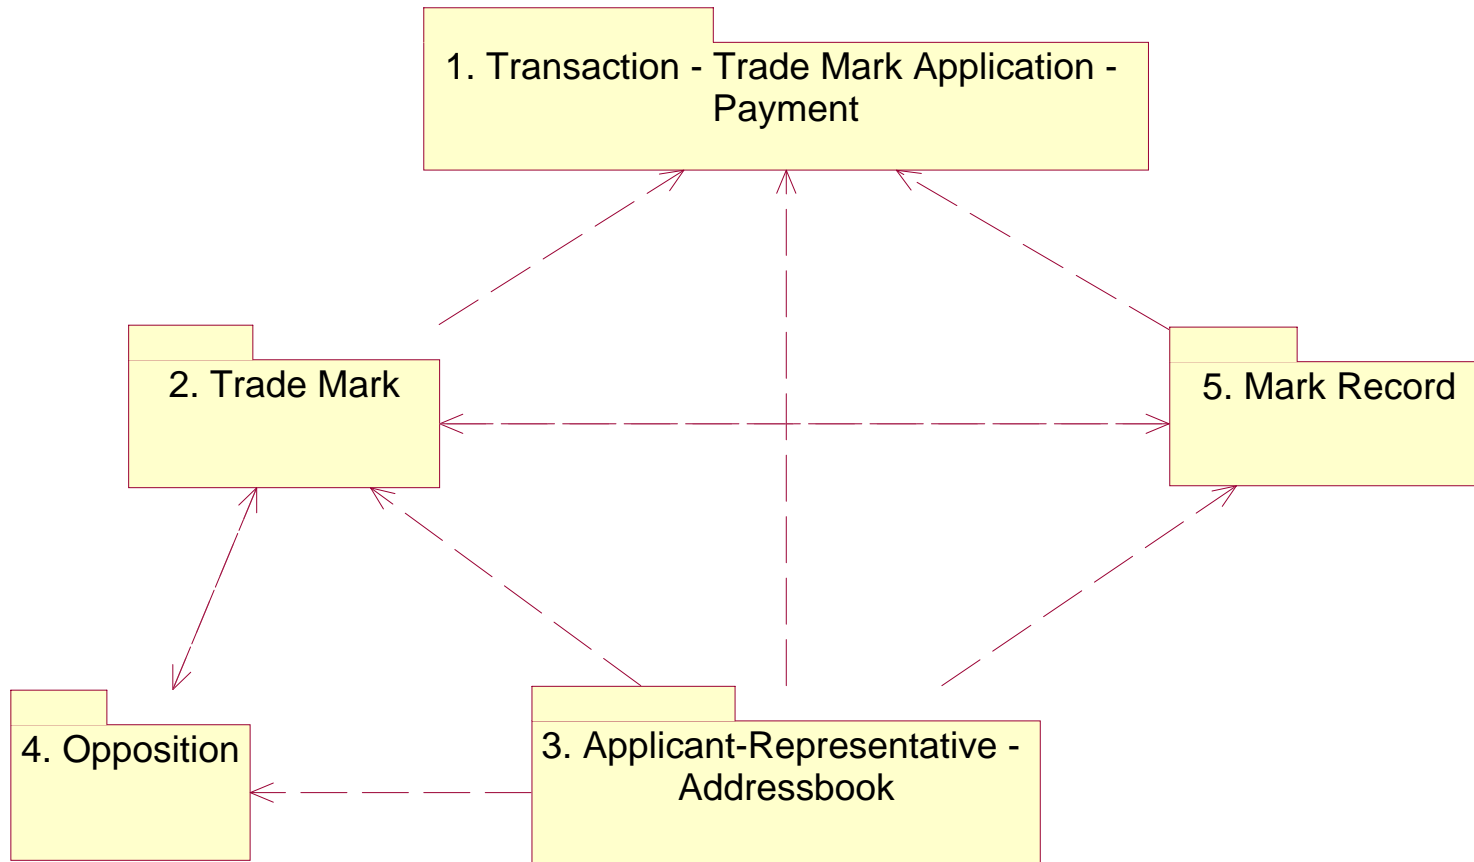 1. Transaction - Trade Mark Application -
Payment
2. Trade Mark
5. Mark Record
4. Opposition
3. Applicant-Representative -
Addressbook